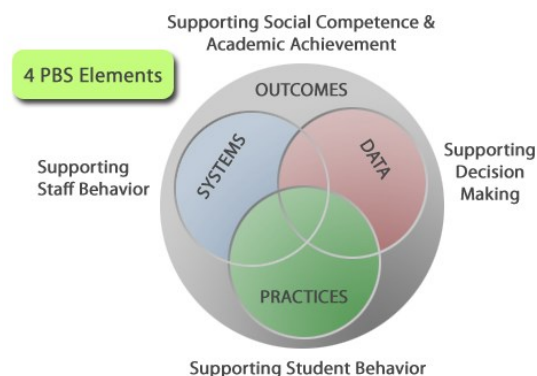 Supporting Social Competence &
Academic Achievement
4 PBS Elements
OUTCOMES
Supporting
Staff Behavior
SYSTEMS
DATA
Supporting
Decision
Making
PRACTICES
Supporting Student Behavior